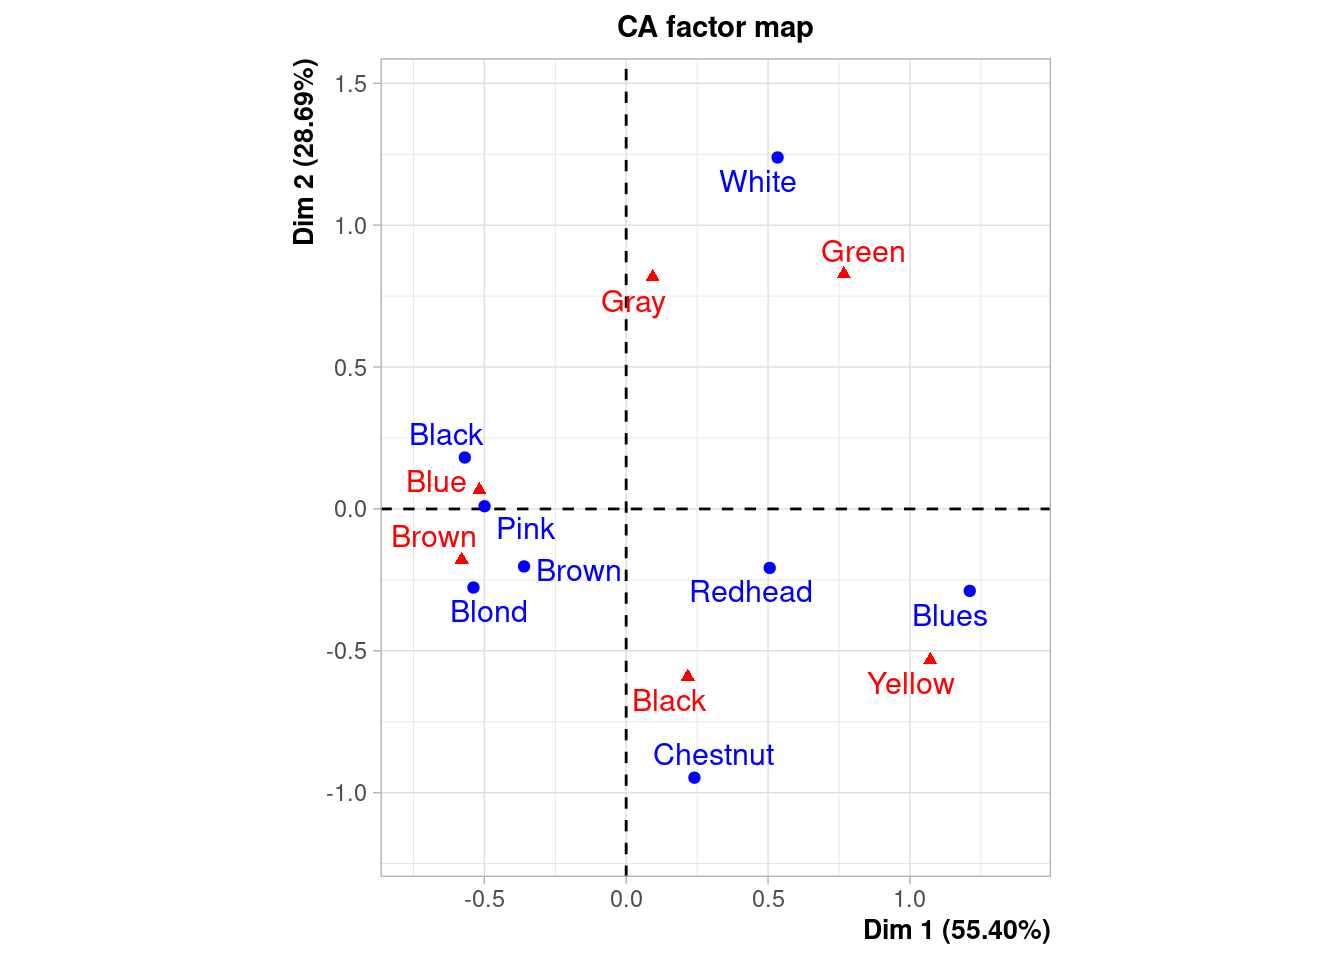 CA factor map
Dim 2 (28.69%)
1.5
1.0
0.5
0.0
-0.5
-1.0
White
Green
Gray
Black
Blue
Pink
Brown
Brown
Blond
Redhead
Blues
Black
Yellow
Chestnut
-0.5
0.0
0.5
1.0
Dim 1 (55.40%)